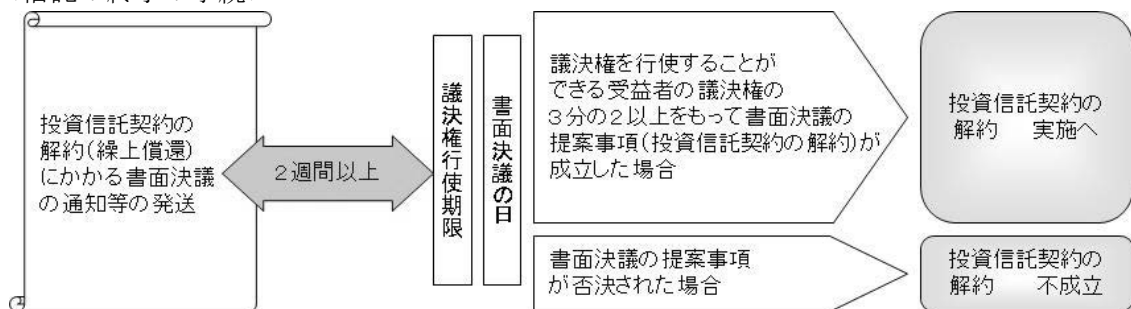 投資信託契約の
解約(繰上償還)
にかかる書面決議
の通知等の発送
2週間以上
議決権行使期限
書面決議の日
議決権を行使することが
できる受益者の議決権の
3分の2以上をもって書面決議の
提案事項(投資信託契約の解約)が
成立した場合
投資信託契約の
解約 実施へ
書面決議の提案事項
が否決された場合
投資信託契約の
解約 不成立